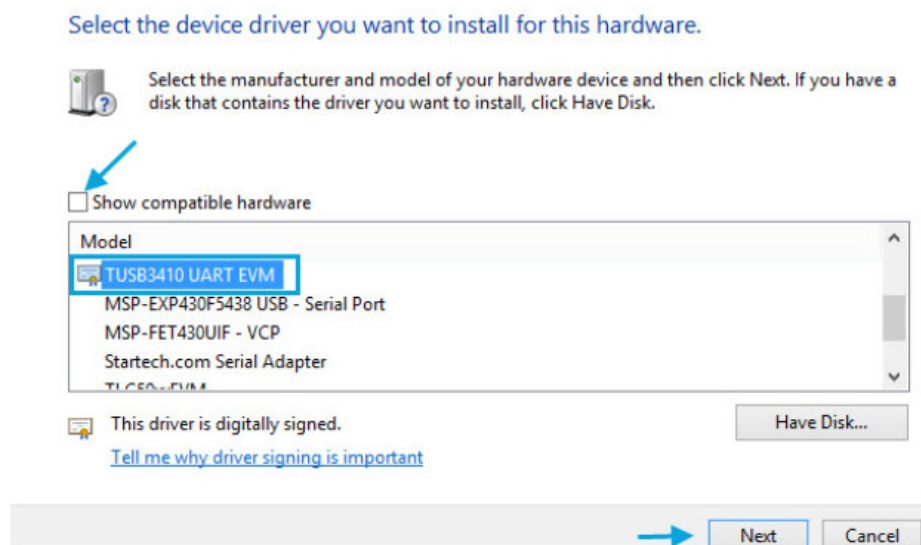 Select the device driver you want to install for this hardware.
Select the manufacturer and model of your hardware device and then click Next. If you have a
disk that contains the driver you want to install, click Have Disk.
Show compatible hardware
Model
TUSB3410 UART EVM
MSP-EXP430F5438 USB - Serial Port
MSP-FET430UIF - VCP
Startech.com Serial Adapter
This driver is digitally signed.
Have Disk...
Tell me why driver signing is important
Next
Cancel